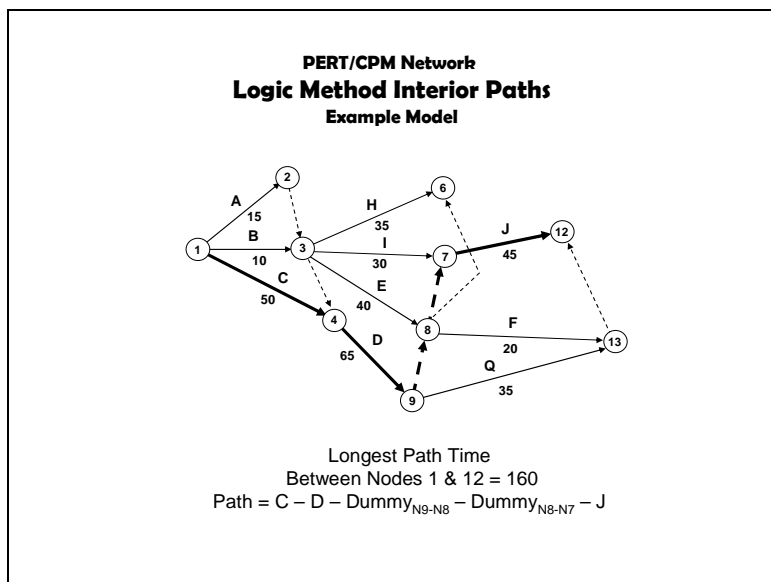 PERT/CPM Network
Logic Method Interior Paths
Example Model
2
6
A
H
J
15
35
12
B
3
I
7
1
10
30
45
C
E
50
40
4
D
8
F
65
20
13
Q
9
35
Longest Path Time
Between Nodes 1 & 12 = 160
Path = C – D – DummyN9-N8 – DummyN8-N7 – J